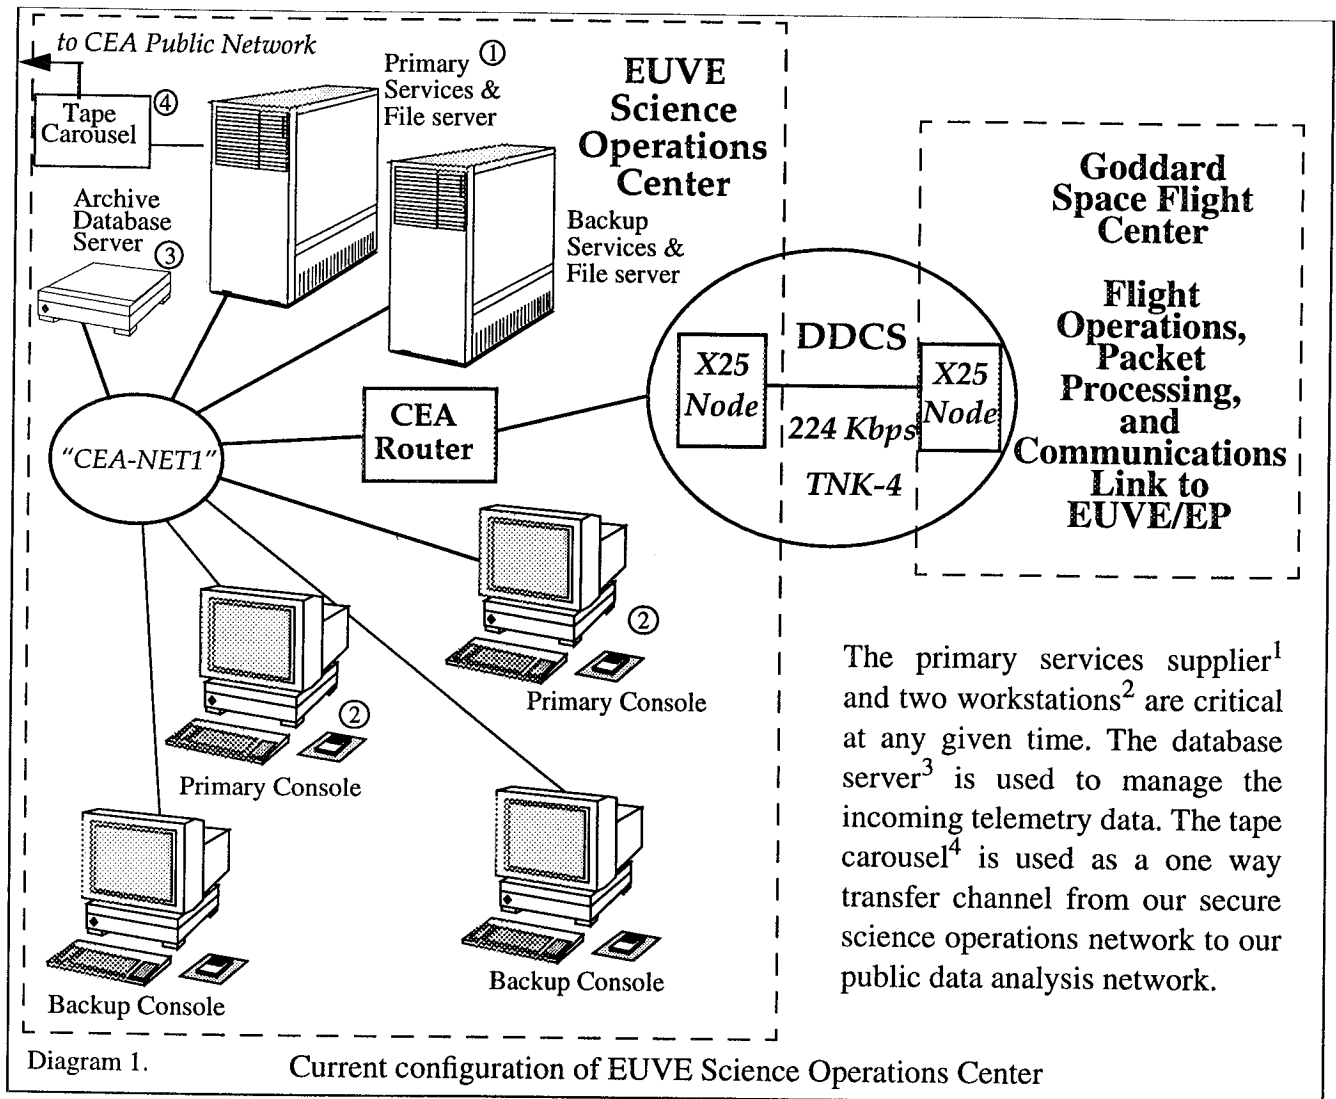 to CEA Public Network
Primary ①
Services &
File server
EUVE
Science
Operations
Center
Tape
Carousel
④
Archive
Database
Server
③
Backup
Services &
File server
Goddard
Space Flight
Center
Flight
Operations,
Packet
Processing,
and
Communications
Link to
EUVE/EP
DDCS
X25
Node
X25
Node
224 Kbps
TNK-4
CEA
Router
"CEA-NET1"
②
Primary Console
②
Primary Console
Backup Console
Backup Console
The primary services supplier1
and two workstations2 are critical
at any given time. The database
server3 is used to manage the
incoming telemetry data. The tape
carousel4 is used as a one way
transfer channel from our secure
science operations network to our
public data analysis network.
Diagram 1.
Current configuration of EUVE Science Operations Center